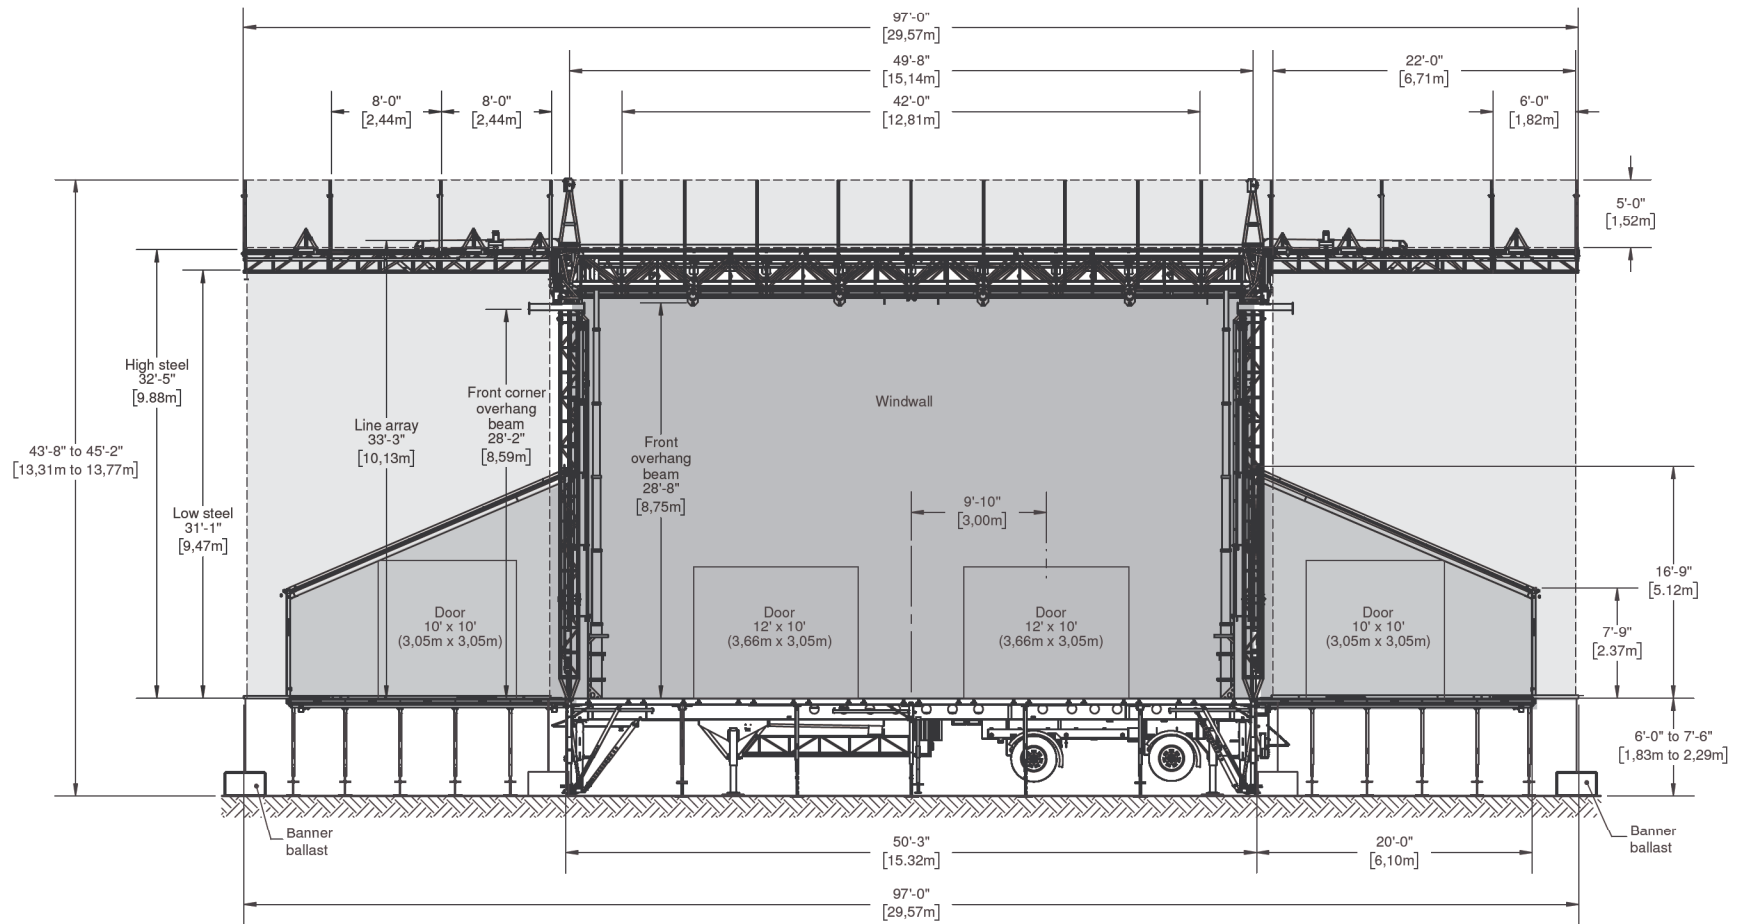 97'-0"
[29,57m]
49'-8"
[15,14m]
22'-0"
[6,71m]
8'-0"
[2,44m]
8'-0"
[2,44m]
42'-0"
[12,81m]
6'-0"
[1,82m]
5'-0"
[1,52m]
High steel
32'-5"
[9.88m]
Front corner
overhang
beam
28'-2"
[8,59m]
Windwall
Line array
33'-3"
[10,13m]
Front
overhang
beam
28'-8"
[8,75m]
43'-8" to 45'-2"
[13,31m to 13,77m]
Low steel
31'-1"
[9,47m]
9'-10"
[3,00m]
16'-9"
[5.12m]
Door
10' x 10'
(3,05m x 3,05m)
Door
12' x 10'
(3,66m x 3,05m)
Door
12' x 10'
(3,66m x 3,05m)
Door
10' x 10'
(3,05m x 3,05m)
7'-9"
[2.37m]
6'-0" to 7'-6"
[1,83m to 2,29m]
Banner
ballast
Banner
ballast
50'-3"
[15.32m]
20'-0"
[6,10m]
97'-0"
[29,57m]